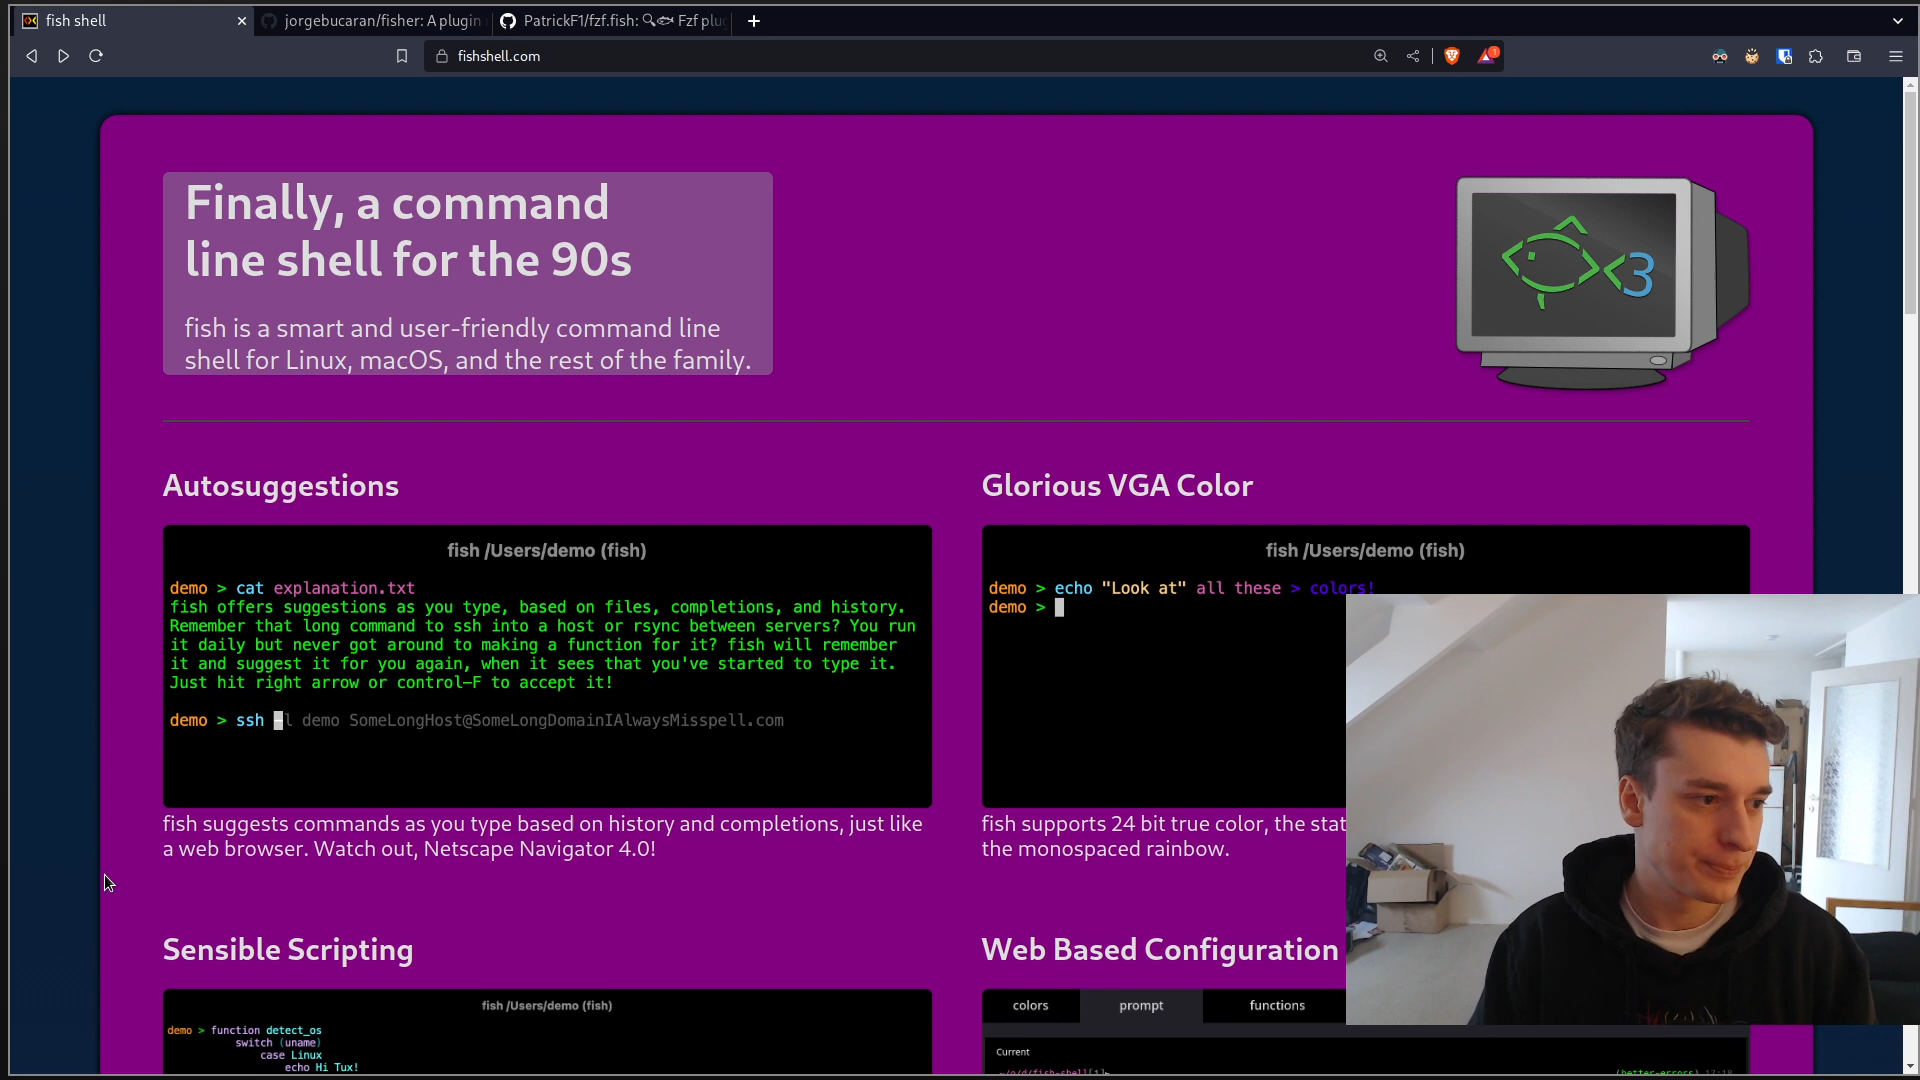 fish shell
jorgebucaran/fisher: A plugin
PatrickF1/fzf.fish: 🔍🐟 Fzf plu
fishshell.com
1
Finally, a command
line shell for the 90s
fish is a smart and user-friendly command line
shell for Linux, macOS, and the rest of the family.
3
Autosuggestions
fish /Users/demo (fish)
demo > cat explanation.txt
fish offers suggestions as you type, based on files, completions, and history.
Remember that long command to ssh into a host or rsync between servers? You run
it daily but never got around to making a function for it? fish will remember
it and suggest it for you again, when it sees that you've started to type it.
Just hit right arrow or control-F to accept it!
demo > ssh -l demo SomeLongHost@SomeLongDomainIAlwaysMisspell.com
fish suggests commands as you type based on history and completions, just like
a web browser. Watch out, Netscape Navigator 4.0!
Glorious VGA Color
fish /Users/demo (fish)
demo > echo "Look at" all these > colors!
demo >
fish supports 24 bit true color, the stat
the monospaced rainbow.
Sensible Scripting
fish /Users/demo (fish)
demo > function detect_os
switch (uname)
case Linux
echo Hi Tux!
Web Based Configuration
colors prompt functions
Current